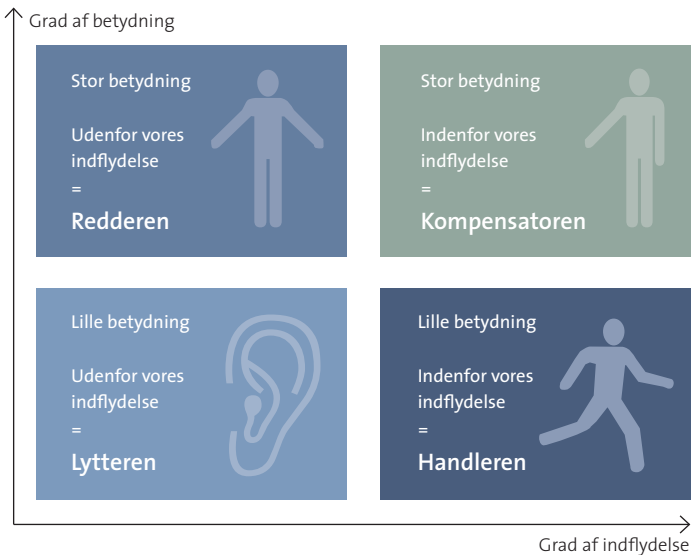 Grad af betydning
Stor betydning
Udenfor vores
indflydelse
=
Redderen
Stor betydning
Indenfor vores
indflydelse
=
Kompensatoren
Lille betydning
Udenfor vores
indflydelse
=
Lytteren
Lille betydning
Indenfor vores
indflydelse
=
Handleren
Grad af indflydelse